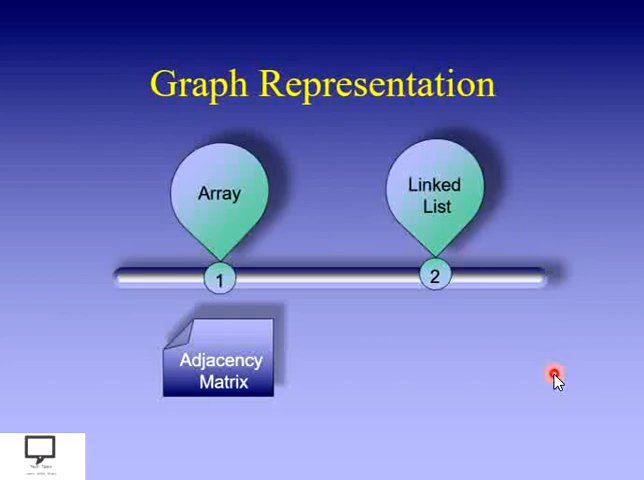 Graph Representation
Array
Linked
List
1
2
Adjacency
Matrix